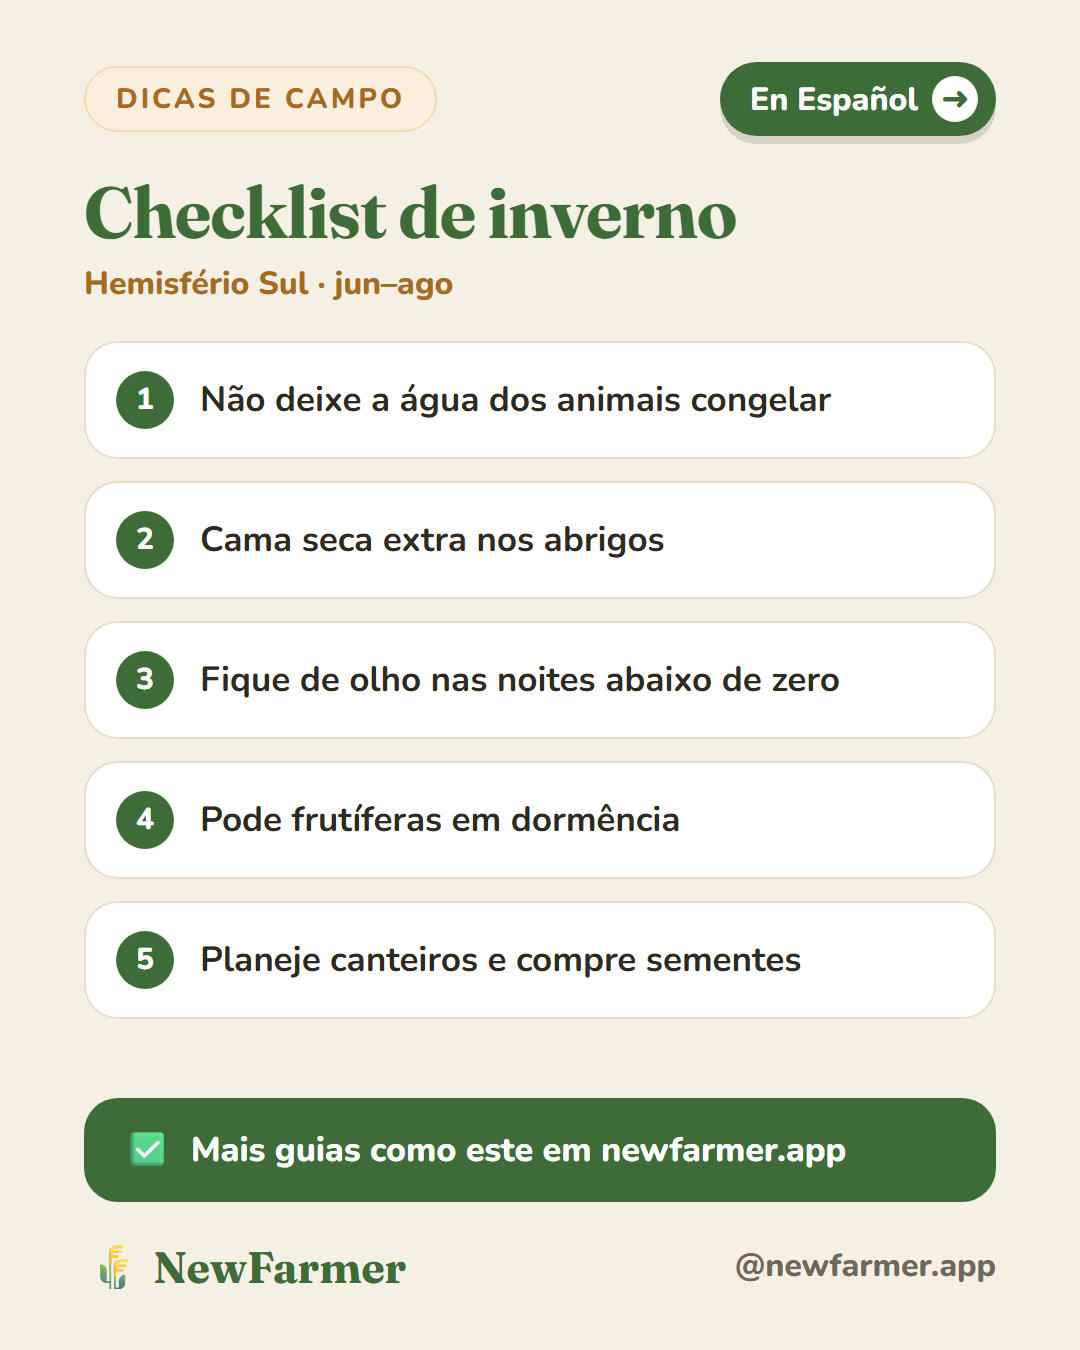 DICAS DE CAMPO
En Español
Checklist de inverno
Hemisfério Sul · jun–ago
1 Não deixe a água dos animais congelar
2 Cama seca extra nos abrigos
3 Fique de olho nas noites abaixo de zero
4 Pode frutíferas em dormência
5 Planeje canteiros e compre sementes
Mais guias como este em newfarmer.app
NewFarmer
@newfarmer.app